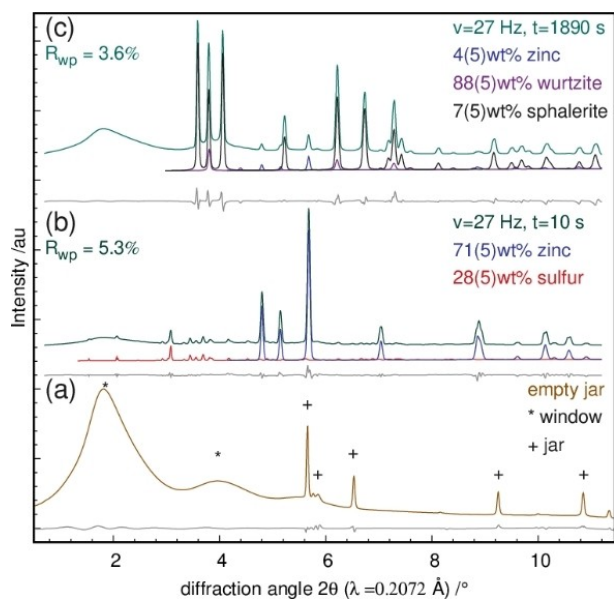 (c)
R_wp = 3.6%
v=27 Hz, t=1890 s
4(5)wt% zinc
88(5)wt% wurtzite
7(5)wt% sphalerite
(b)
R_wp = 5.3%
v=27 Hz, t=10 s
71(5)wt% zinc
28(5)wt% sulfur
(a)
empty jar
* window
+ jar
*
*
+
+
+
+
+
Intensity /au
2 4 6 8 10
diffraction angle 2θ (λ =0.2072 Å) /°